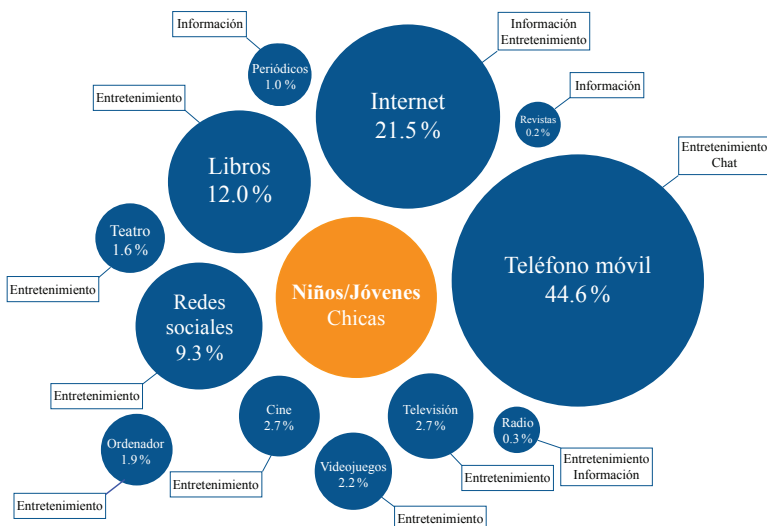 Información
Periódicos
1.0 %
Información
Entretenimiento
Internet
21.5 %
Información
Revistas
0.2 %
Entretenimiento
Libros
12.0 %
Entretenimiento
Chat
Teléfono móvil
44.6 %
Teatro
1.6 %
Entretenimiento
Niños/Jóvenes
Chicas
Redes
sociales
9.3 %
Entretenimiento
Cine
2.7 %
Entretenimiento
Televisión
2.7 %
Entretenimiento
Radio
0.3 %
Entretenimiento
Información
Ordenador
1.9 %
Entretenimiento
Videojuegos
2.2 %
Entretenimiento